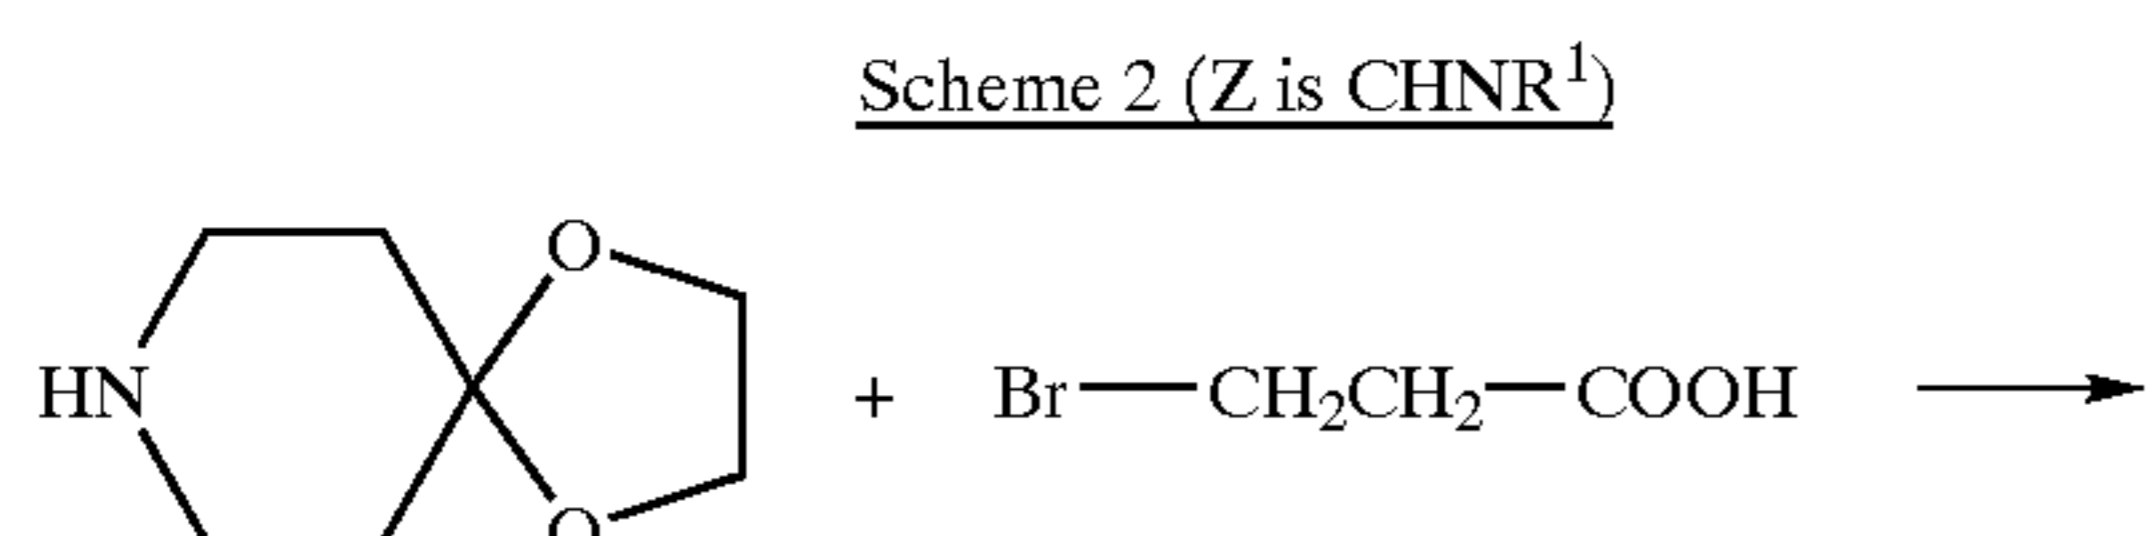 Scheme 2 (Z is CHNR¹)
O
HN + Br—CH₂CH₂—COOH
O